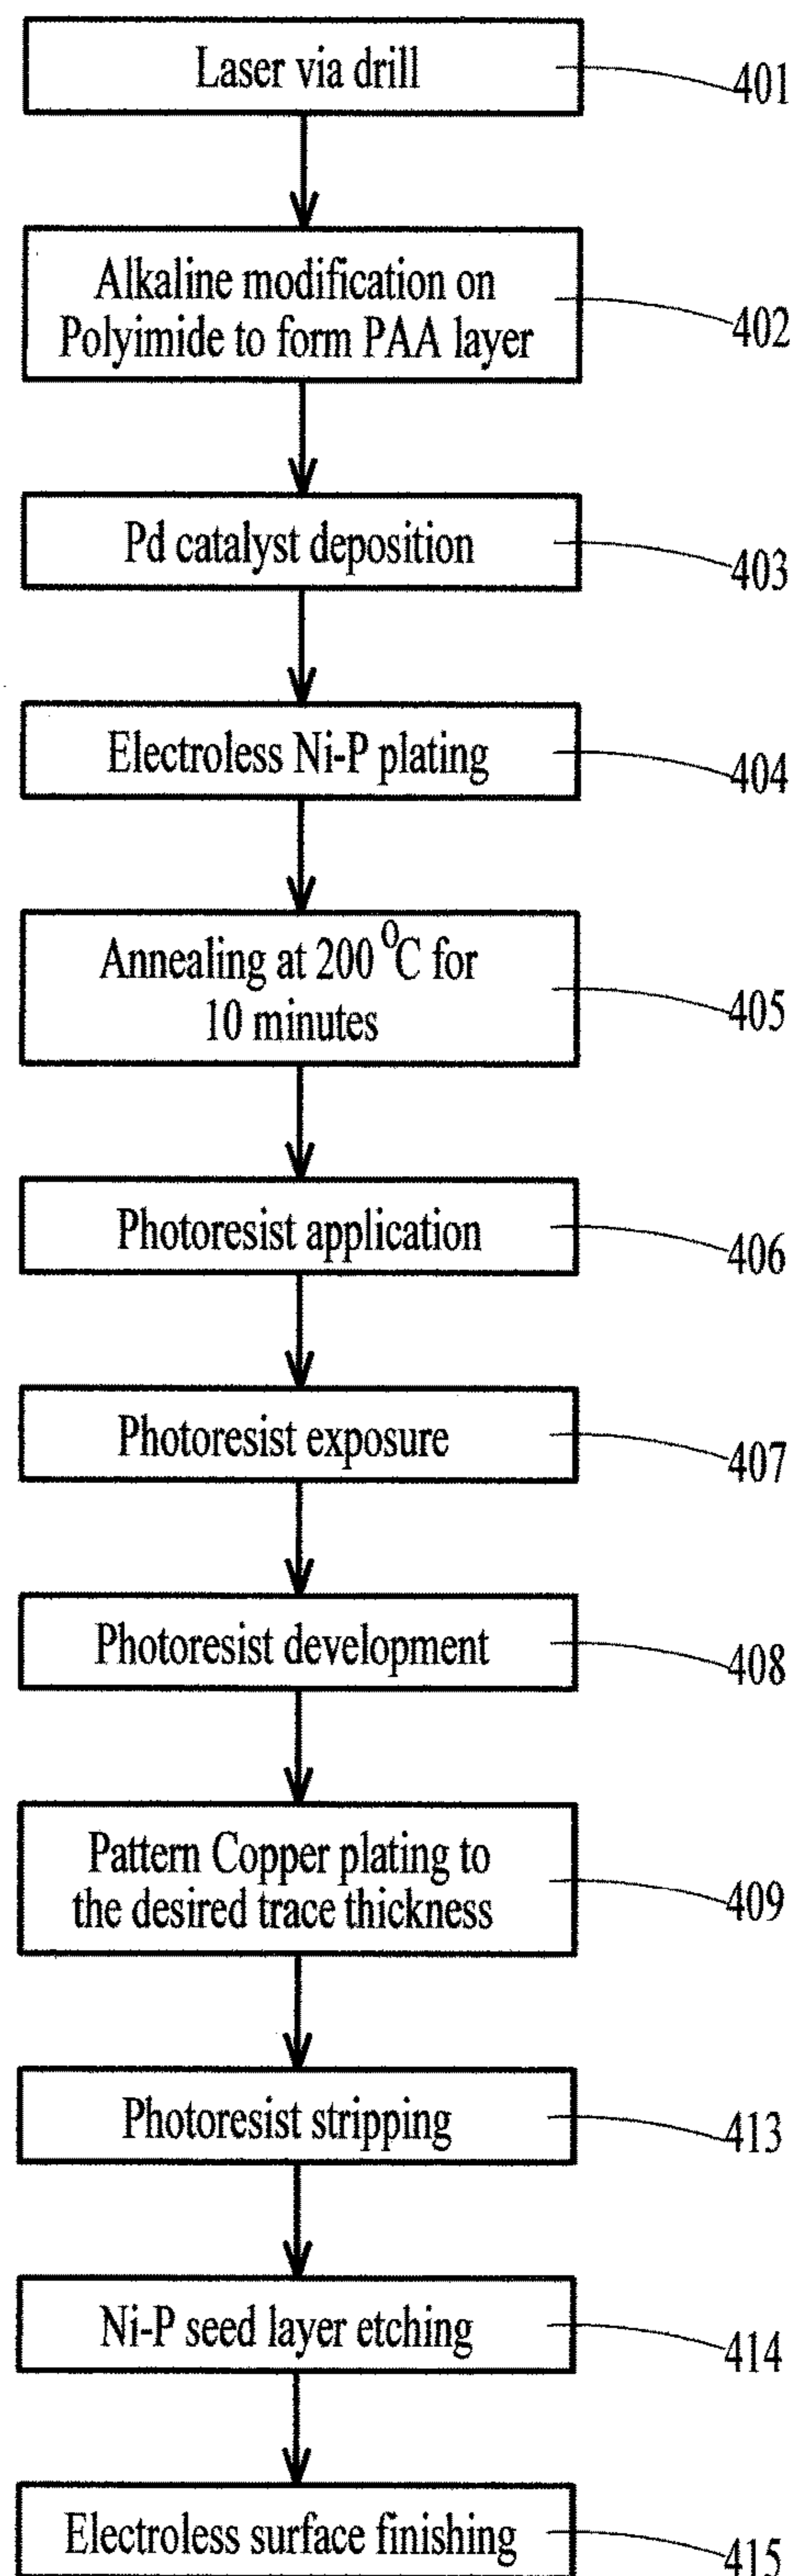 Laser via drill
401
Alkaline modification on
Polyimide to form PAA layer
402
Pd catalyst deposition
403
Electroless Ni-P plating
404
Annealing at 200 °C for
10 minutes
405
Photoresist application
406
Photoresist exposure
407
Photoresist development
408
Pattern Copper plating to
the desired trace thickness
409
Photoresist stripping
413
Ni-P seed layer etching
414
Electroless surface finishing
415